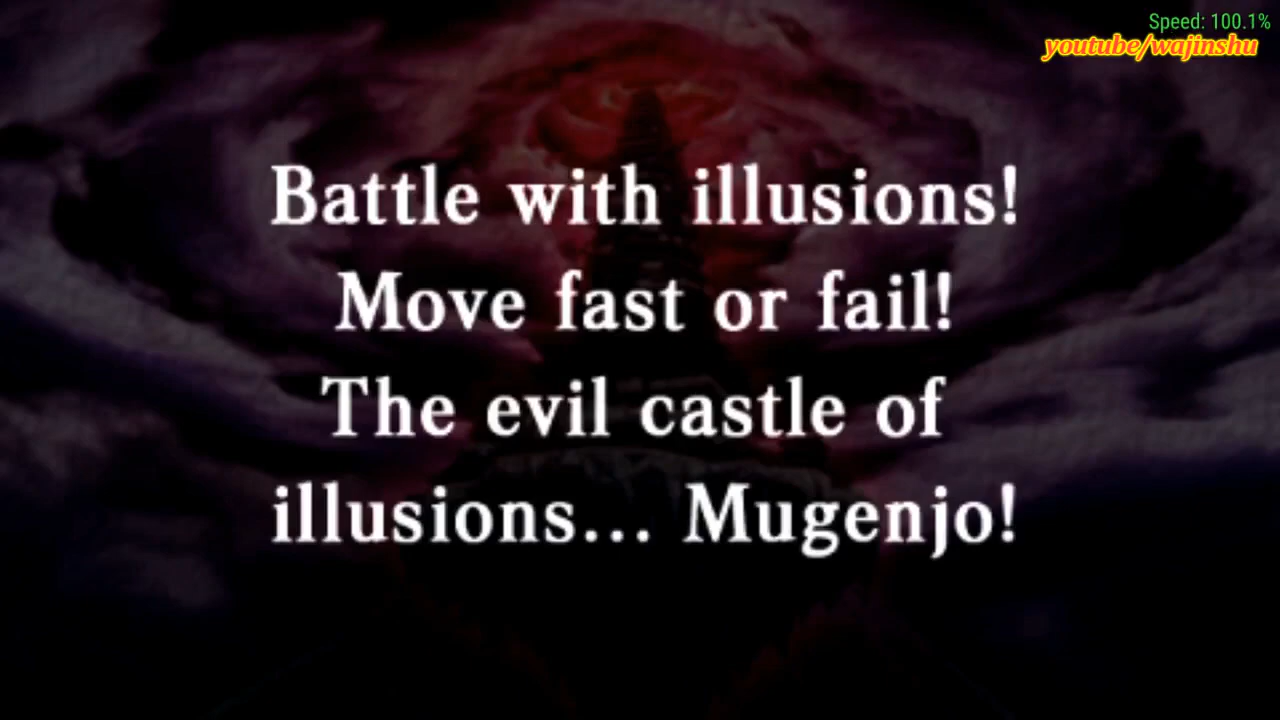 Speed: 100.1%
youtube/wajinshu
Battle with illusions!
Move fast or fail!
The evil castle of
illusions... Mugenjo!